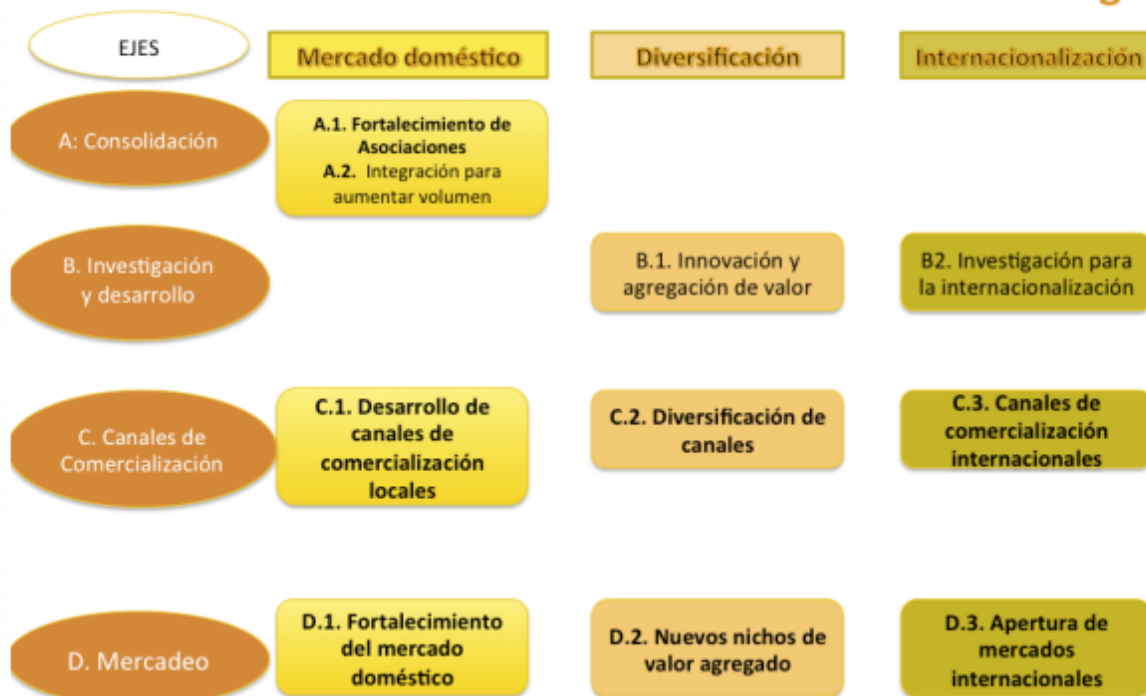 EJES
Mercado doméstico
Diversificación
Internacionalización
A: Consolidación
A.1. Fortalecimiento de
Asociaciones
A.2. Integración para
aumentar volumen
B. Investigación
y desarrollo
B.1. Innovación y
agregación de valor
B2. Investigación para
la internacionalización
C. Canales de
Comercialización
C.1. Desarrollo de
canales de
comercialización
locales
C.2. Diversificación de
canales
C.3. Canales de
comercialización
internacionales
D. Mercadeo
D.1. Fortalecimiento
del mercado
doméstico
D.2. Nuevos nichos de
valor agregado
D.3. Apertura de
mercados
internacionales